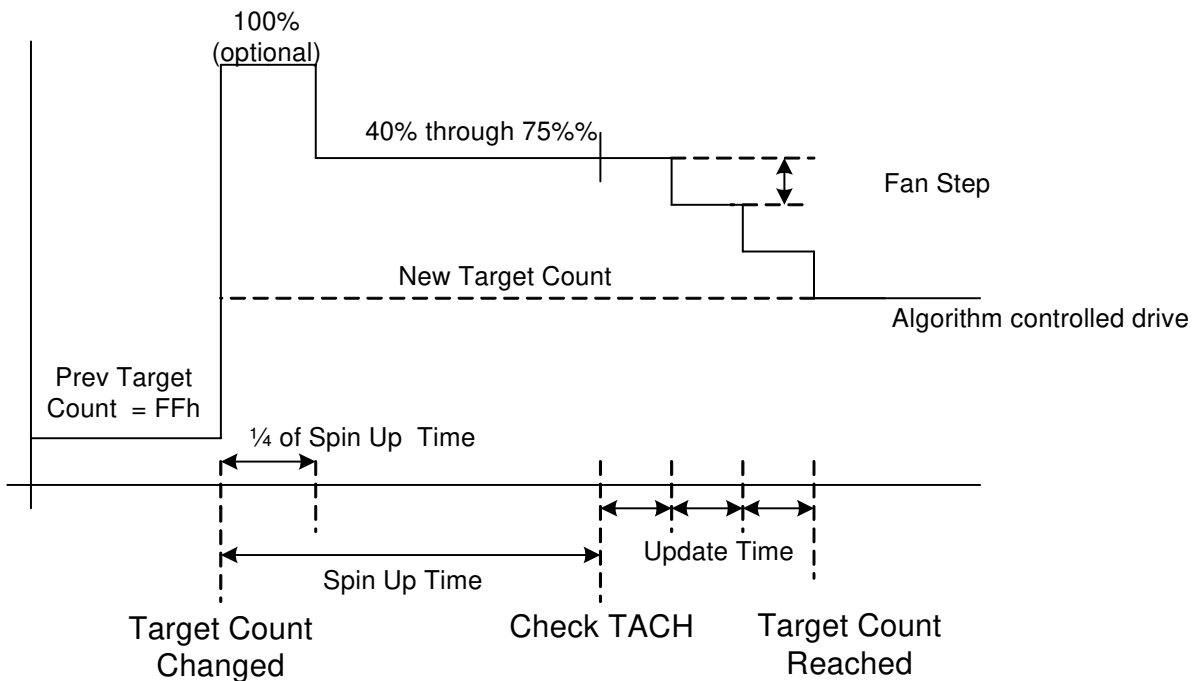 100%
(optional)
40% through 75%%
Fan Step
New Target Count
Algorithm controlled drive
Prev Target
Count = FFh
¼ of Spin Up Time
Update Time
Spin Up Time
Target Count
Changed
Check TACH
Target Count
Reached